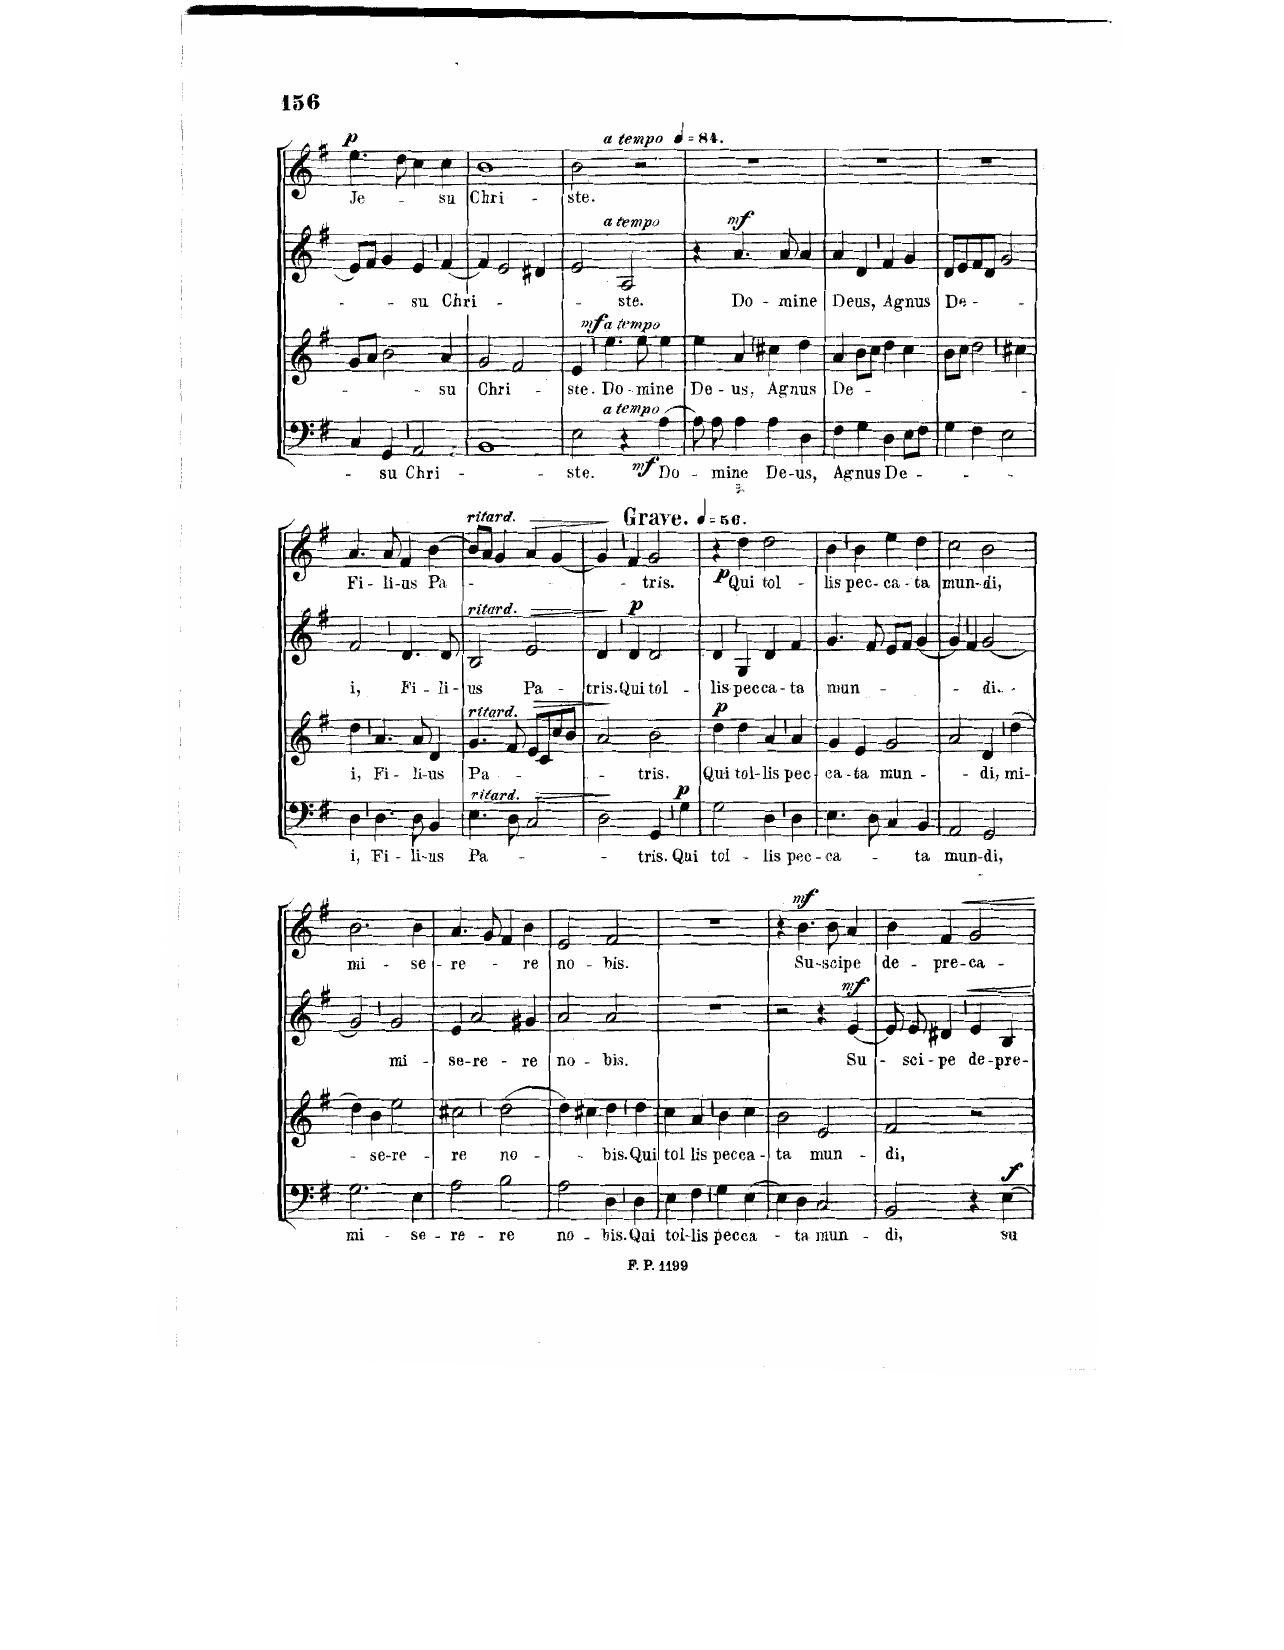 156
p
a tempo ♩ = 84.
Je - su Chri - ste.
a tempo mf
- - su Chri - - ste. Do - mine Deus, Agnus De - -
mf a tempo
- - su Chri - ste. Do - mine De - us, Agnus De - -
a tempo
- su Chri - ste. mf Do - mine De-us, Agnus De - - -
ritard. Grave. ♩ = 56.
Fi - li-us Pa - - tris. p Qui tol - lis pec-ca-ta mun-di,
ritard. p
i, Fi - li-us Pa - tris. Qui tol - lis pecca-ta mun - - di. -
ritard. p
i, Fi - li-us Pa - - tris. Qui tol-lis pec-ca-ta mun - - di, mi-
ritard. p
i, Fi - li-us Pa - - tris. Qui tol - lis pec-ca - ta mun-di,
mf
mi - se - re - re no - bis. Su-scipe de - pre-ca -
mf
mi - se-re - re no - bis. Su - sci-pe de-pre-
- se-re - re no - - bis. Qui tol lis pecca - ta mun - di,
f
mi - se - re - re no - bis. Qui tol-lis pecca - ta mun - di, su
F. P. 1199